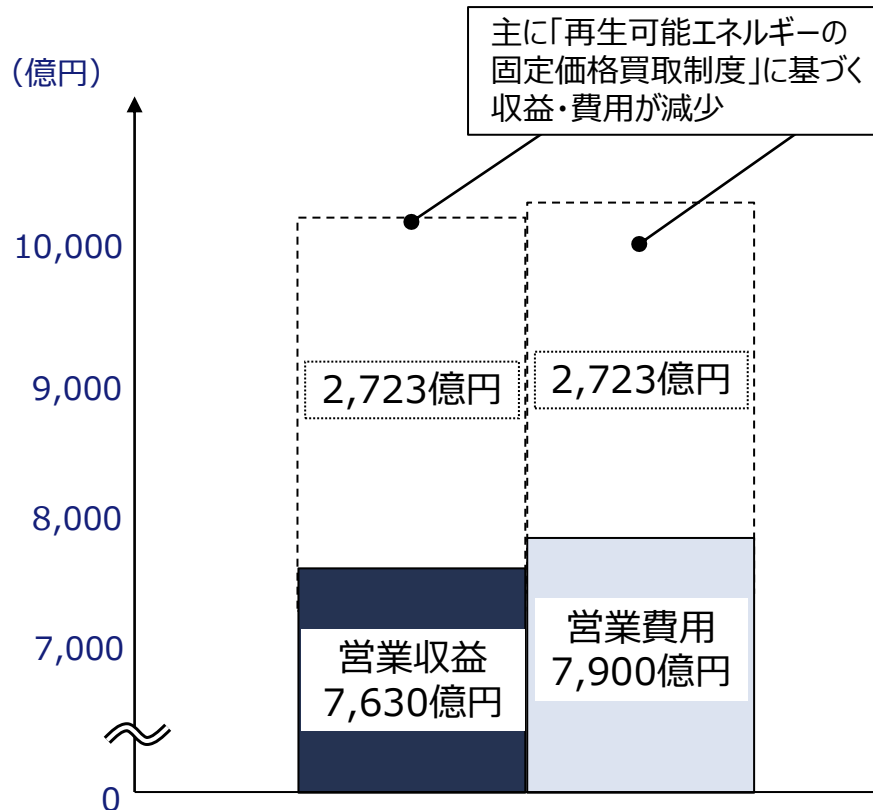 主に「再生可能エネルギーの
固定価格買取制度」に基づく
収益・費用が減少
（億円）
10,000
9,000
8,000
7,000
0
2,723億円
2,723億円
営業収益
7,630億円
営業費用
7,900億円